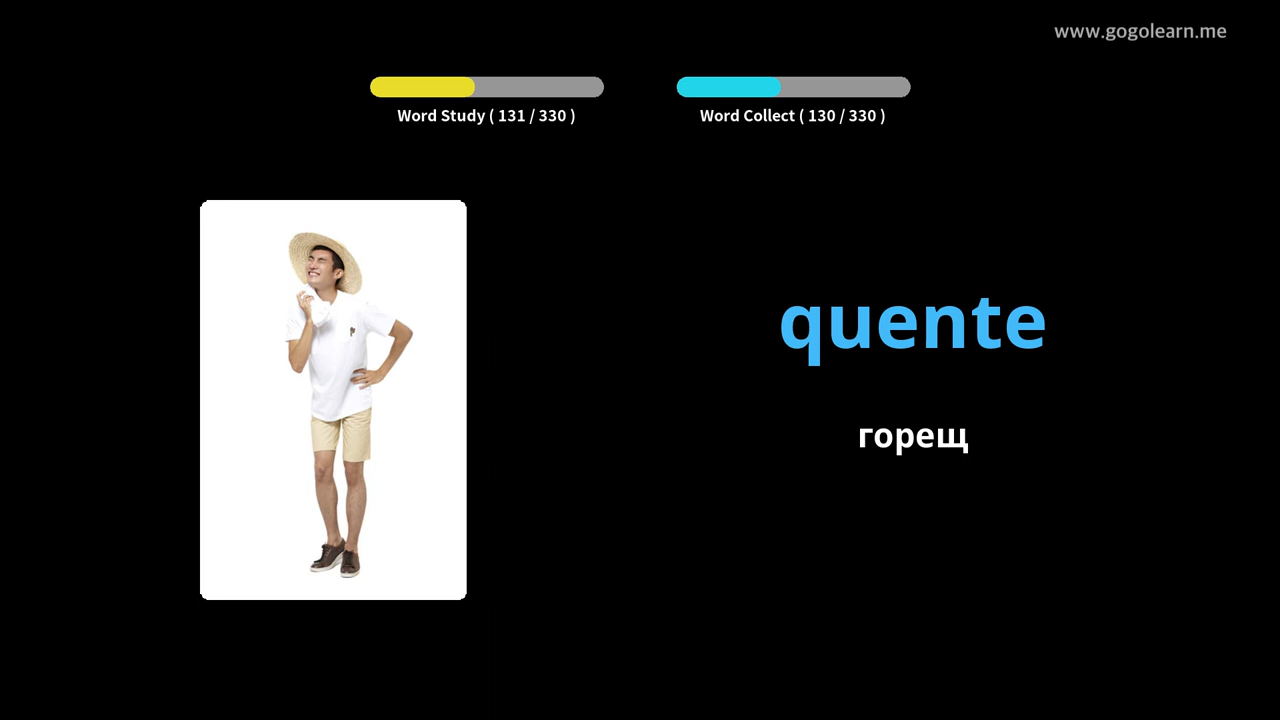 www.gogolearn.me
Word Study ( 131 / 330 )
Word Collect ( 130 / 330 )
quente
горещ